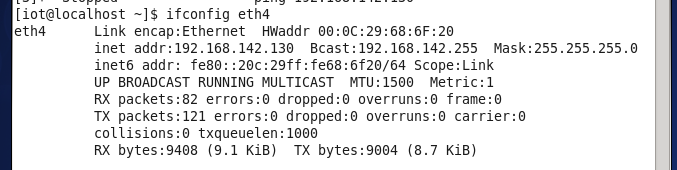 [iot@localhost ~]$ ifconfig eth4
eth4      Link encap:Ethernet  HWaddr 00:0C:29:68:6F:20
          inet addr:192.168.142.130  Bcast:192.168.142.255  Mask:255.255.255.0
          inet6 addr: fe80::20c:29ff:fe68:6f20/64 Scope:Link
          UP BROADCAST RUNNING MULTICAST  MTU:1500  Metric:1
          RX packets:82 errors:0 dropped:0 overruns:0 frame:0
          TX packets:121 errors:0 dropped:0 overruns:0 carrier:0
          collisions:0 txqueuelen:1000
          RX bytes:9408 (9.1 KiB)  TX bytes:9004 (8.7 KiB)